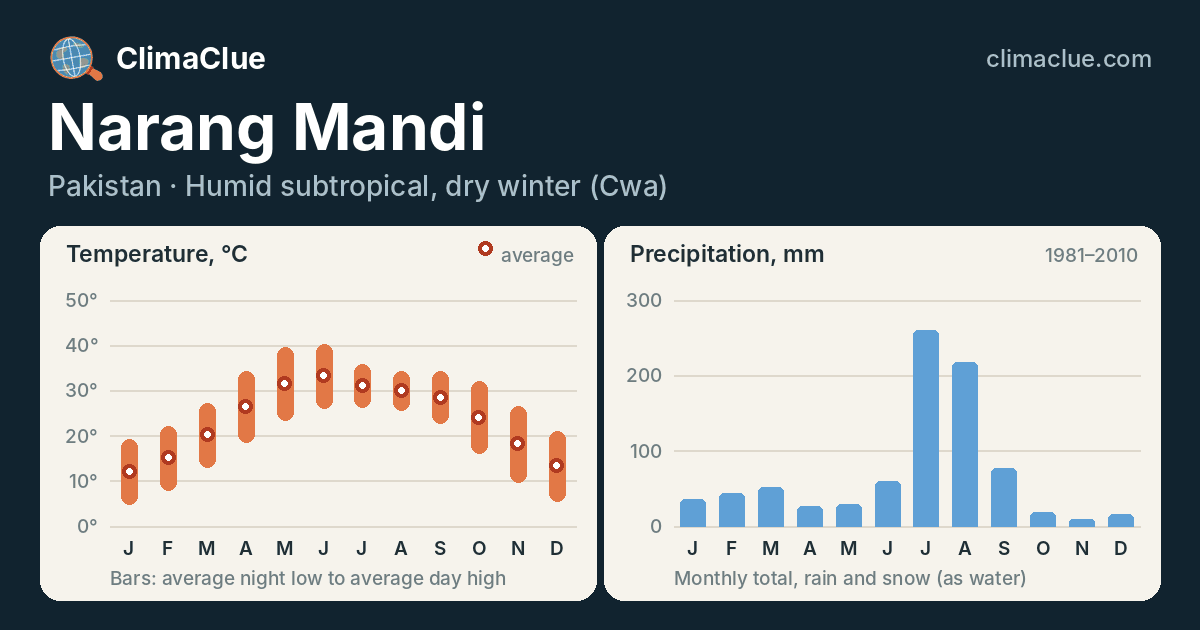 ClimaClue
climaclue.com
Narang Mandi
Pakistan · Humid subtropical, dry winter (Cwa)
Temperature, °C
average
50°
40°
30°
20°
10°
0°
J F M A M J J A S O N D
Bars: average night low to average day high
Precipitation, mm
1981–2010
300
200
100
0
J F M A M J J A S O N D
Monthly total, rain and snow (as water)